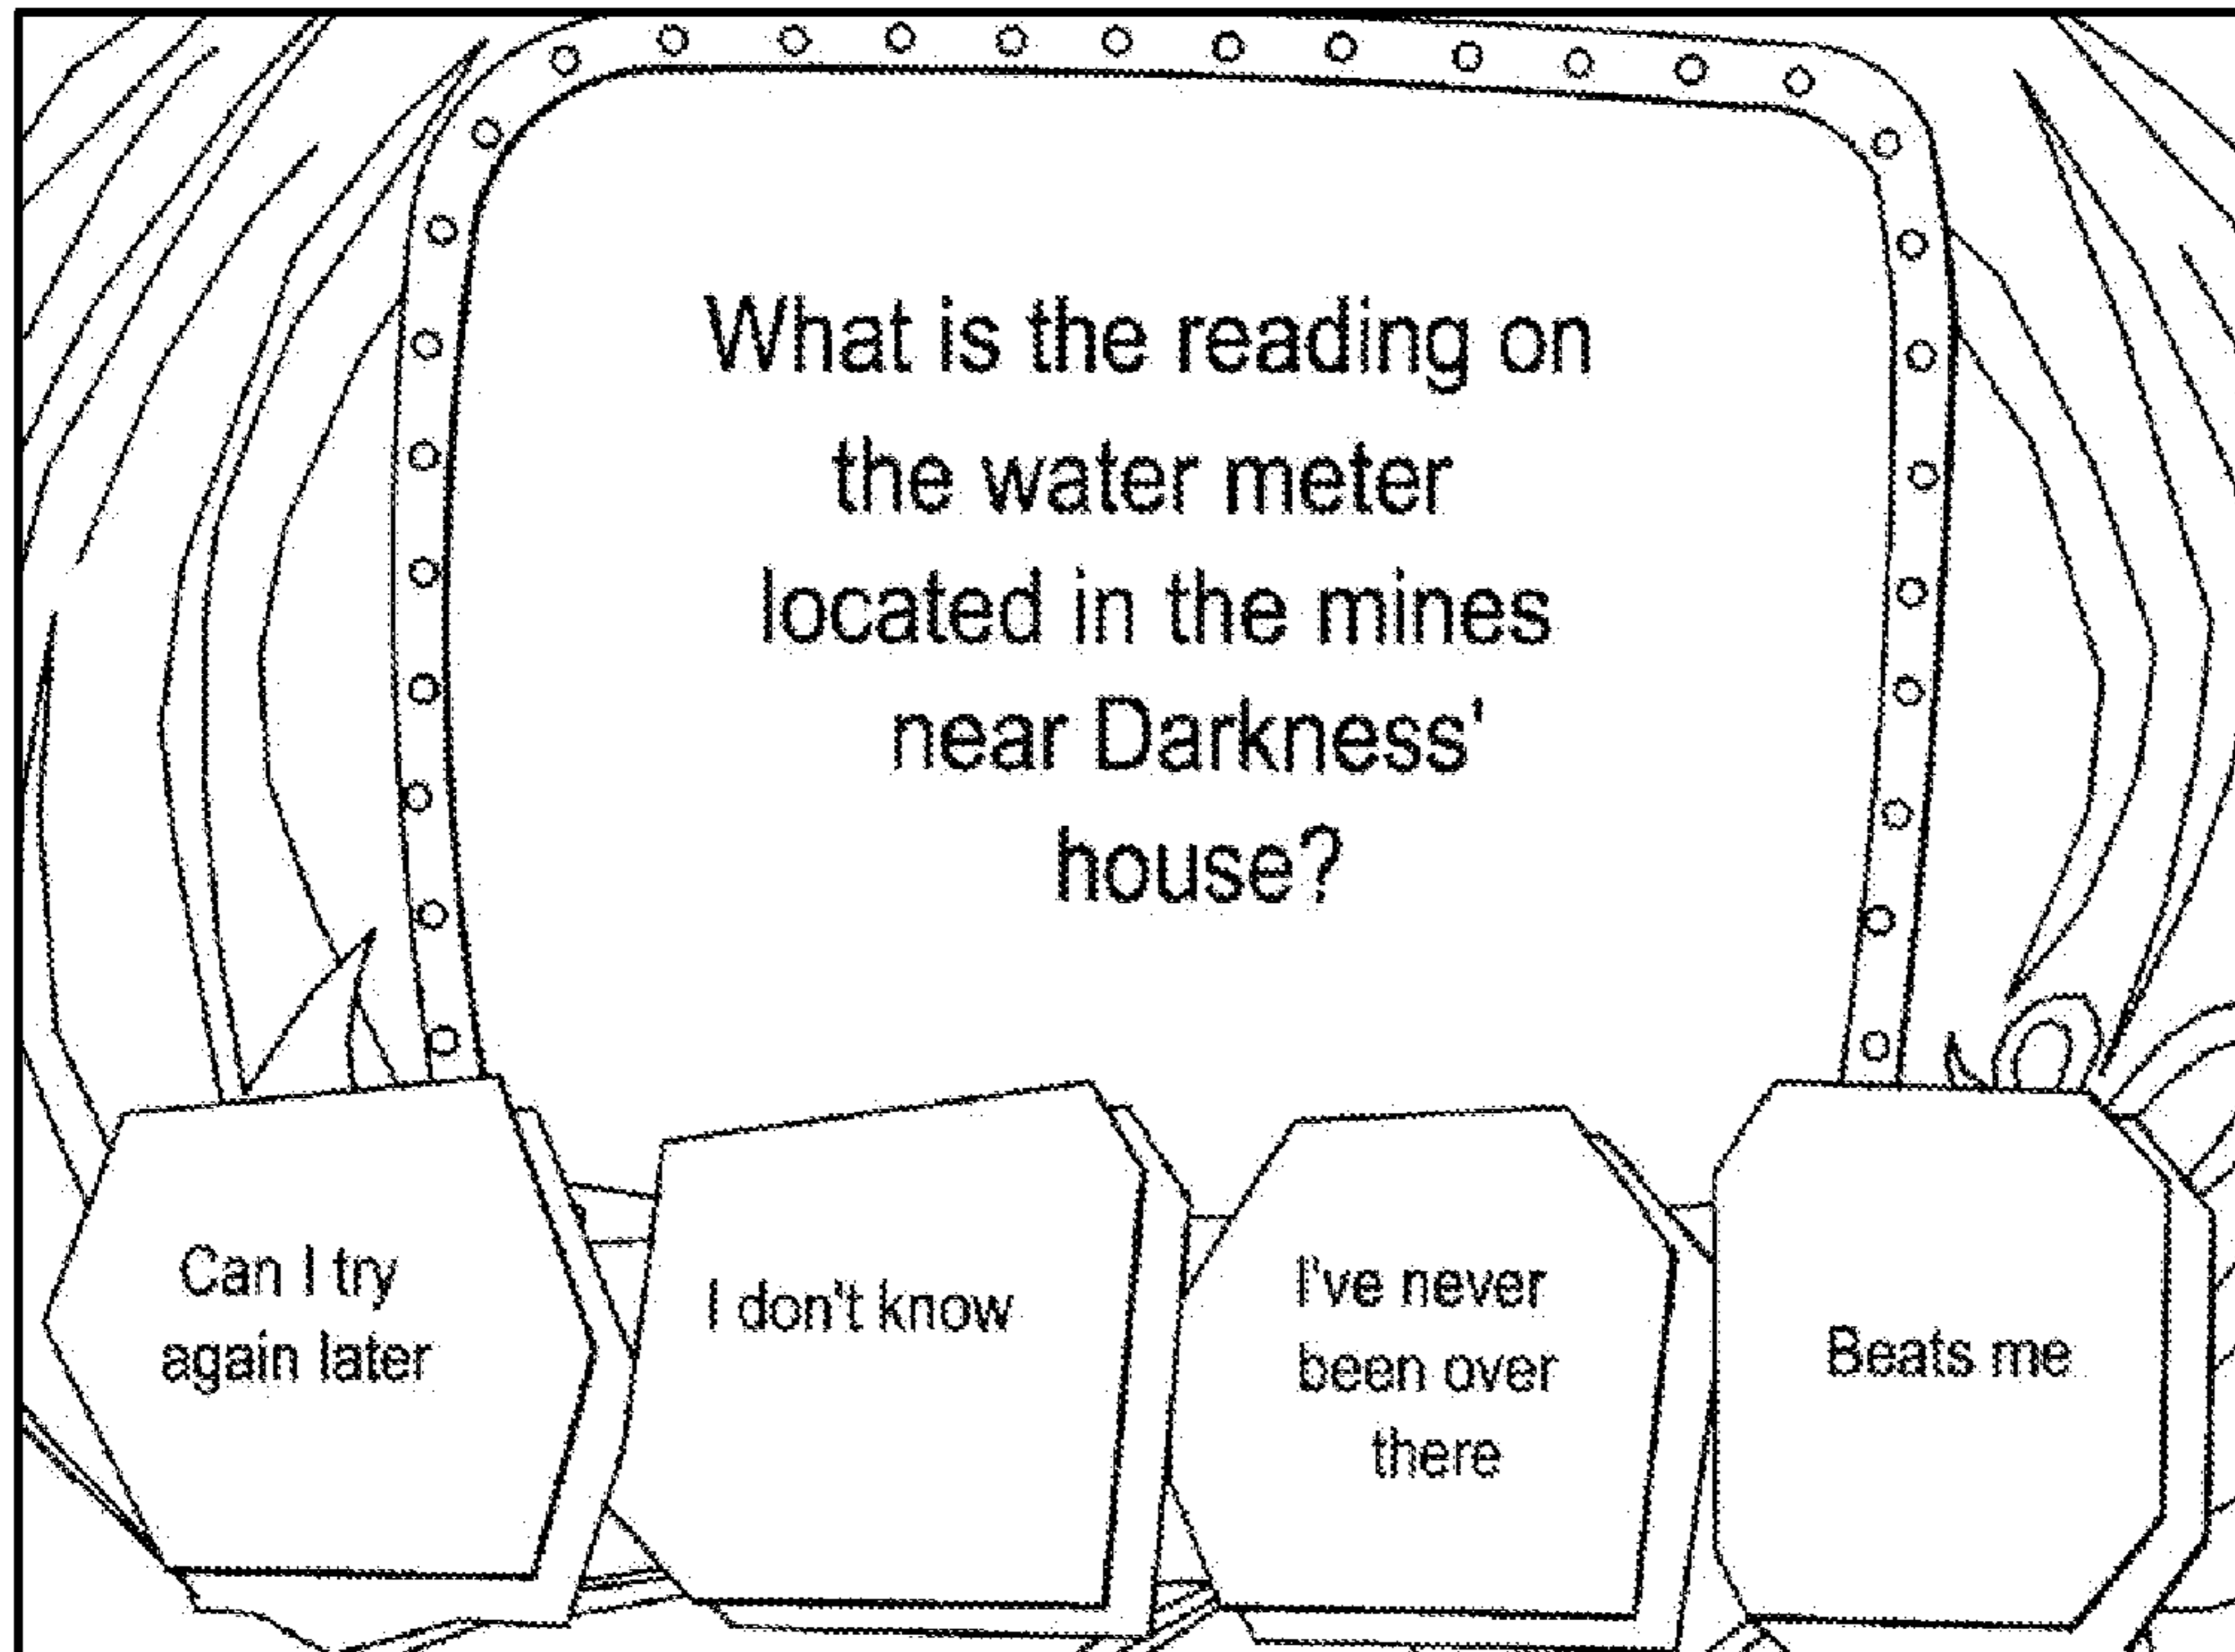 What is the reading on
the water meter
located in the mines
near Darkness'
house?
Can I try
again later
I don't know
I've never
been over
there
Beats me